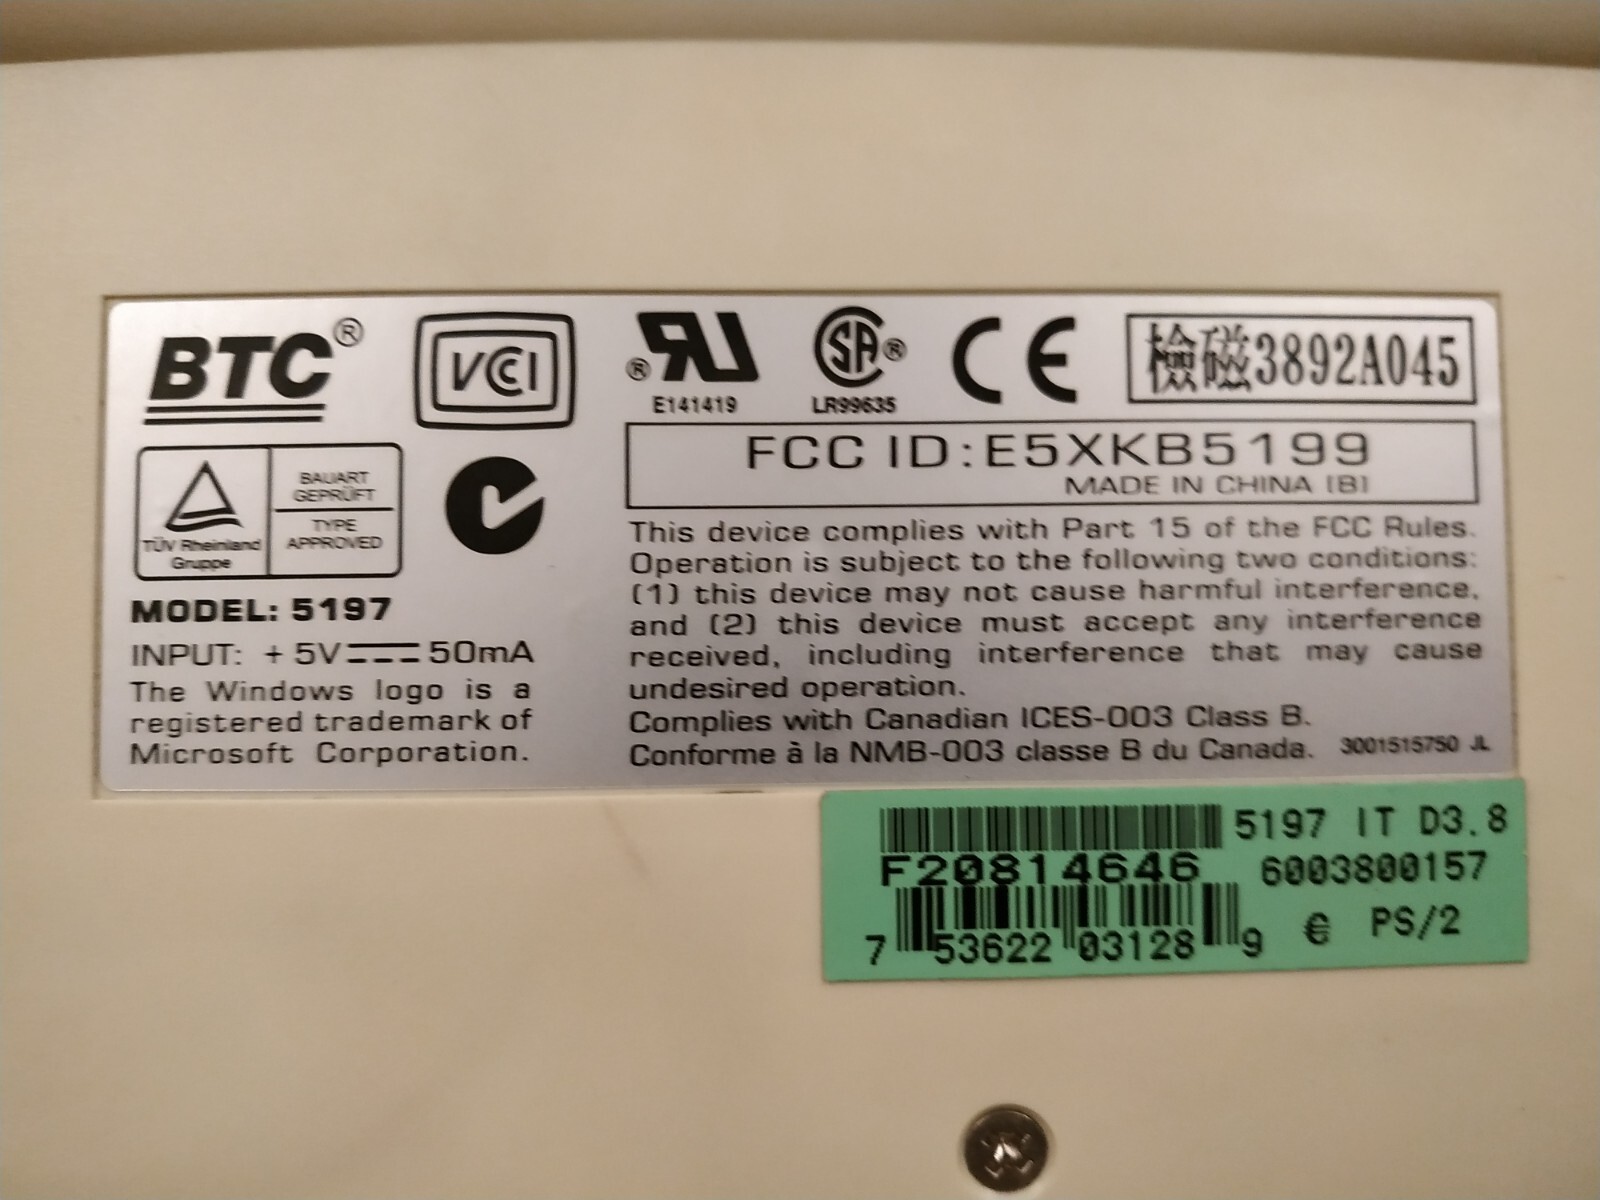 BTC®
VCCI
® RU
E141419
SA®
LR99635
CE
檢磁3892A045
TÜV Rheinland
Gruppe
BAUART
GEPRÜFT
TYPE
APPROVED
FCC ID:E5XKB5199
MADE IN CHINA (B)
MODEL: 5197
INPUT: +5V⎓50mA
The Windows logo is a
registered trademark of
Microsoft Corporation.
This device complies with Part 15 of the FCC Rules.
Operation is subject to the following two conditions:
(1) this device may not cause harmful interference,
and (2) this device must accept any interference
received, including interference that may cause
undesired operation.
Complies with Canadian ICES-003 Class B.
Conforme à la NMB-003 classe B du Canada. 3001515750 JL
5197 IT D3.8
F20814646 6003800157
7 53622 03128 9 € PS/2